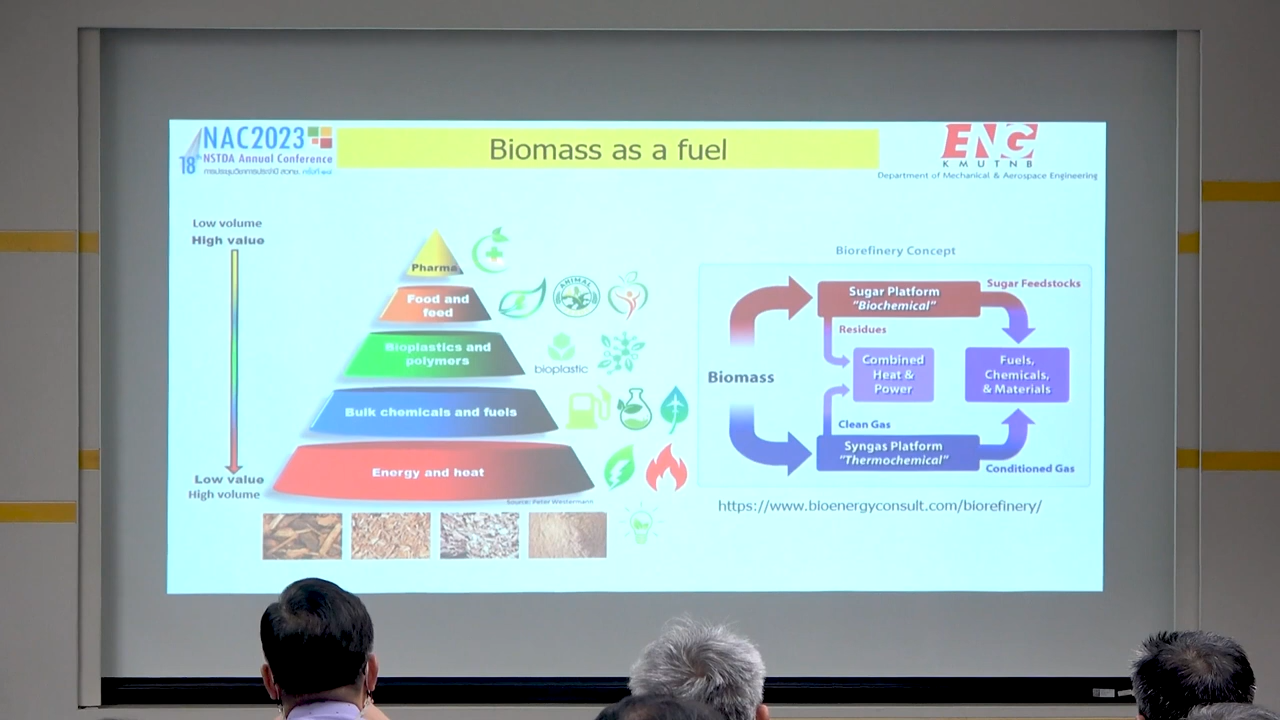 NAC2023
18th NSTDA Annual Conference
Biomass as a fuel
ENG
KMUTNB
Department of Mechanical & Aerospace Engineering
Low volume
High value
Low value
High volume
Pharma
Food and
feed
Bioplastics and
polymers
Bulk chemicals and fuels
Energy and heat
ANIMAL
bioplastic
Source: Peter Westermann
Biorefinery Concept
Biomass
Sugar Platform
"Biochemical"
Sugar Feedstocks
Residues
Combined
Heat &
Power
Fuels,
Chemicals,
& Materials
Clean Gas
Syngas Platform
"Thermochemical"
Conditioned Gas
https://www.bioenergyconsult.com/biorefinery/